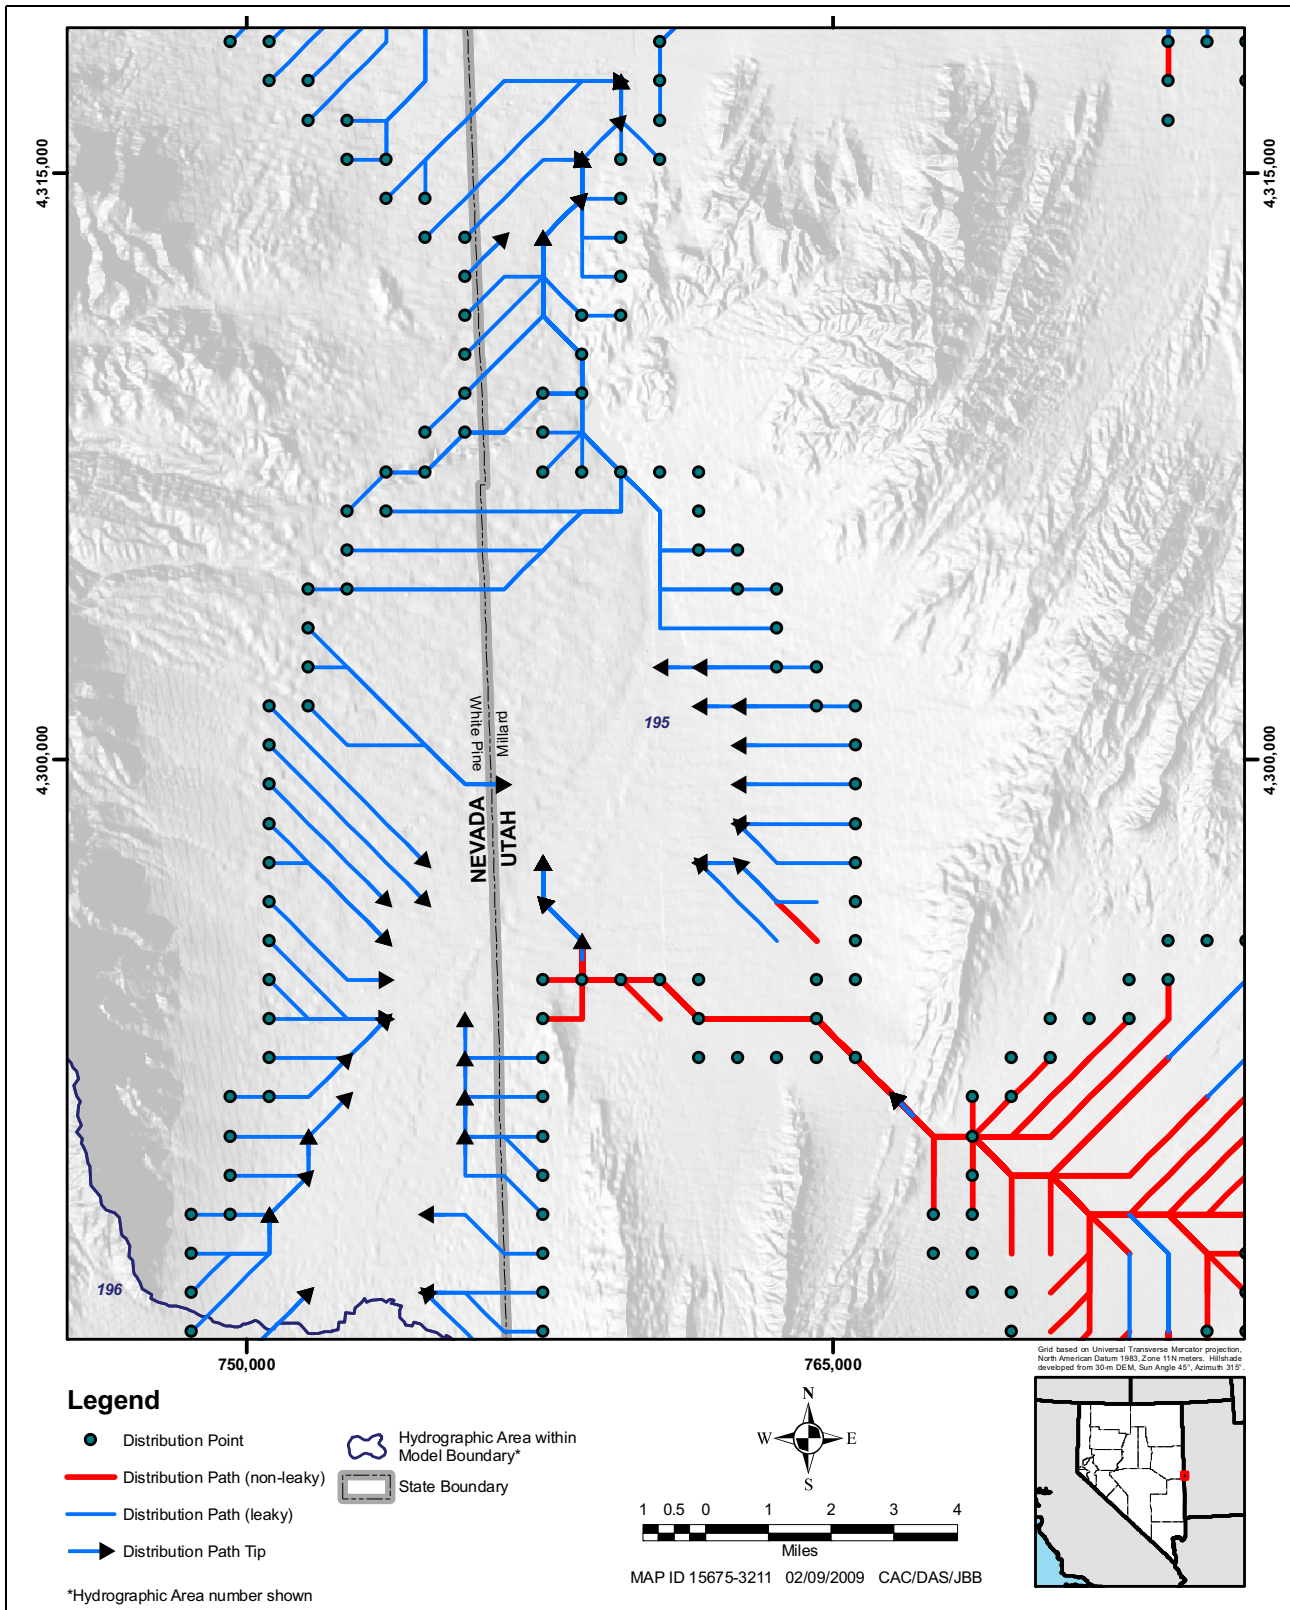 4,315,000
4,315,000
195
White Pine
Millard
4,300,000
4,300,000
NEVADA
UTAH
196
750,000
765,000
Grid based on Universal Transverse Mercator projection,
North American Datum 1983, Zone 11N meters. Hillshade
developed from 30-m DEM, Sun Angle 45°, Azimuth 315°.
Legend
Distribution Point
Distribution Path (non-leaky)
Distribution Path (leaky)
Distribution Path Tip
Hydrographic Area within
Model Boundary*
State Boundary
*Hydrographic Area number shown
N
W
E
S
1 0.5 0 1 2 3 4
Miles
MAP ID 15675-3211 02/09/2009 CAC/DAS/JBB